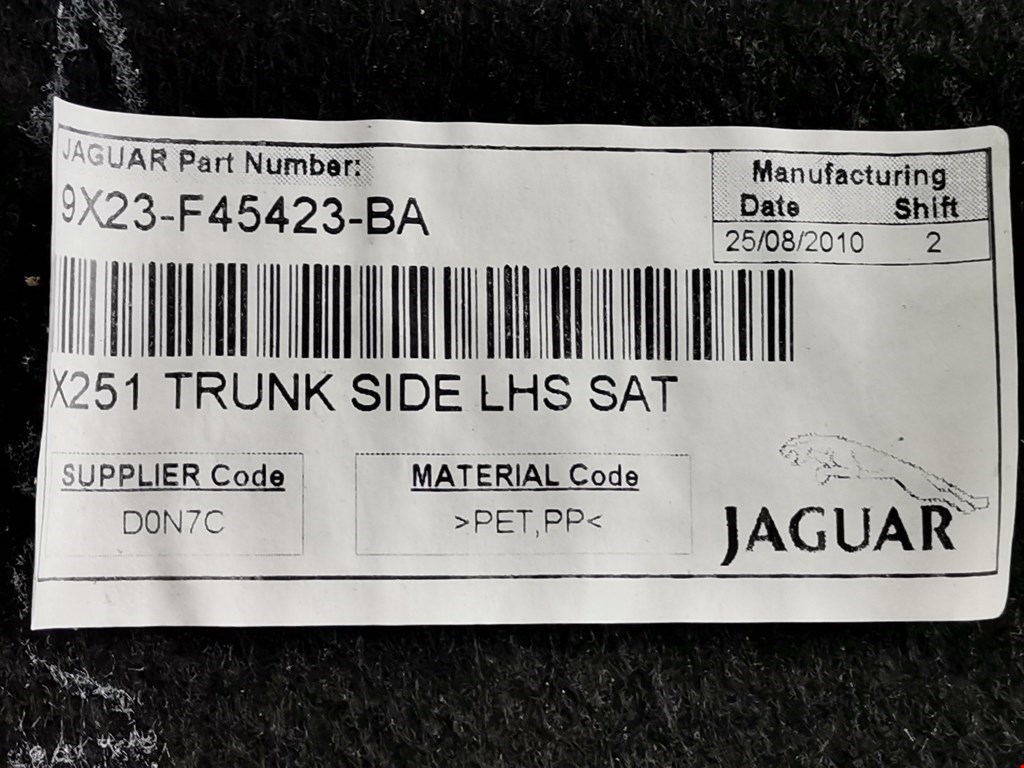 JAGUAR Part Number:
9X23-F45423-BA
Manufacturing
Date Shift
25/08/2010 2
X251 TRUNK SIDE LHS SAT
SUPPLIER Code
D0N7C
MATERIAL Code
>PET,PP<
JAGUAR